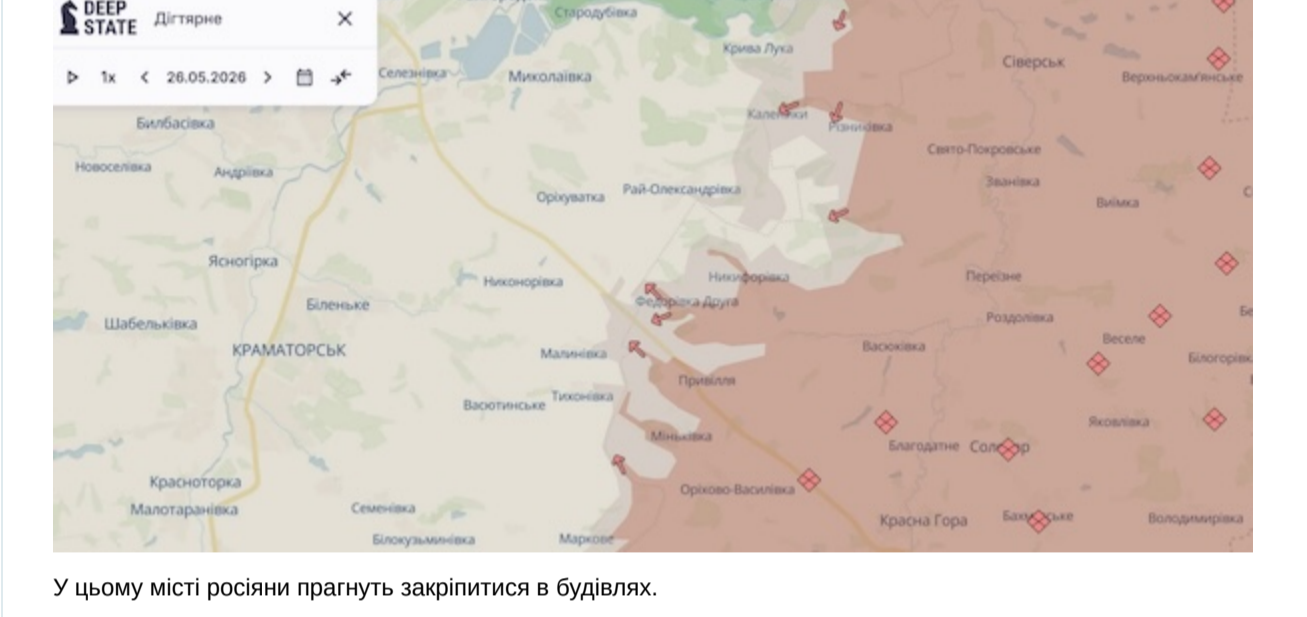 DEEP
STATE
Дігтярне
1x
26.05.2026
Стародубівка
Крива Лука
Сіверськ
Верхньокам'янське
Селезнівка
Миколаївка
Билбасівка
Різниківка
Новоселівка
Андріївка
Свято-Покровське
Званівка
Оріхуватка
Рай-Олександрівка
Виїмка
Ясногірка
Никонорівка
Никифорівка
Переїзне
Біленьке
Федорівка Друга
Роздолівка
Шабельківка
КРАМАТОРСЬК
Малинівка
Васюківка
Веселе
Привілля
Васютинське
Тихонівка
Яковлівка
Міньківка
Благодатне
Красноторка
Оріхово-Василівка
Малотаранівка
Семенівка
Красна Гора
Володимирівка
Білокузьминівка
Маркове
У цьому місті росіяни прагнуть закріпитися в будівлях.